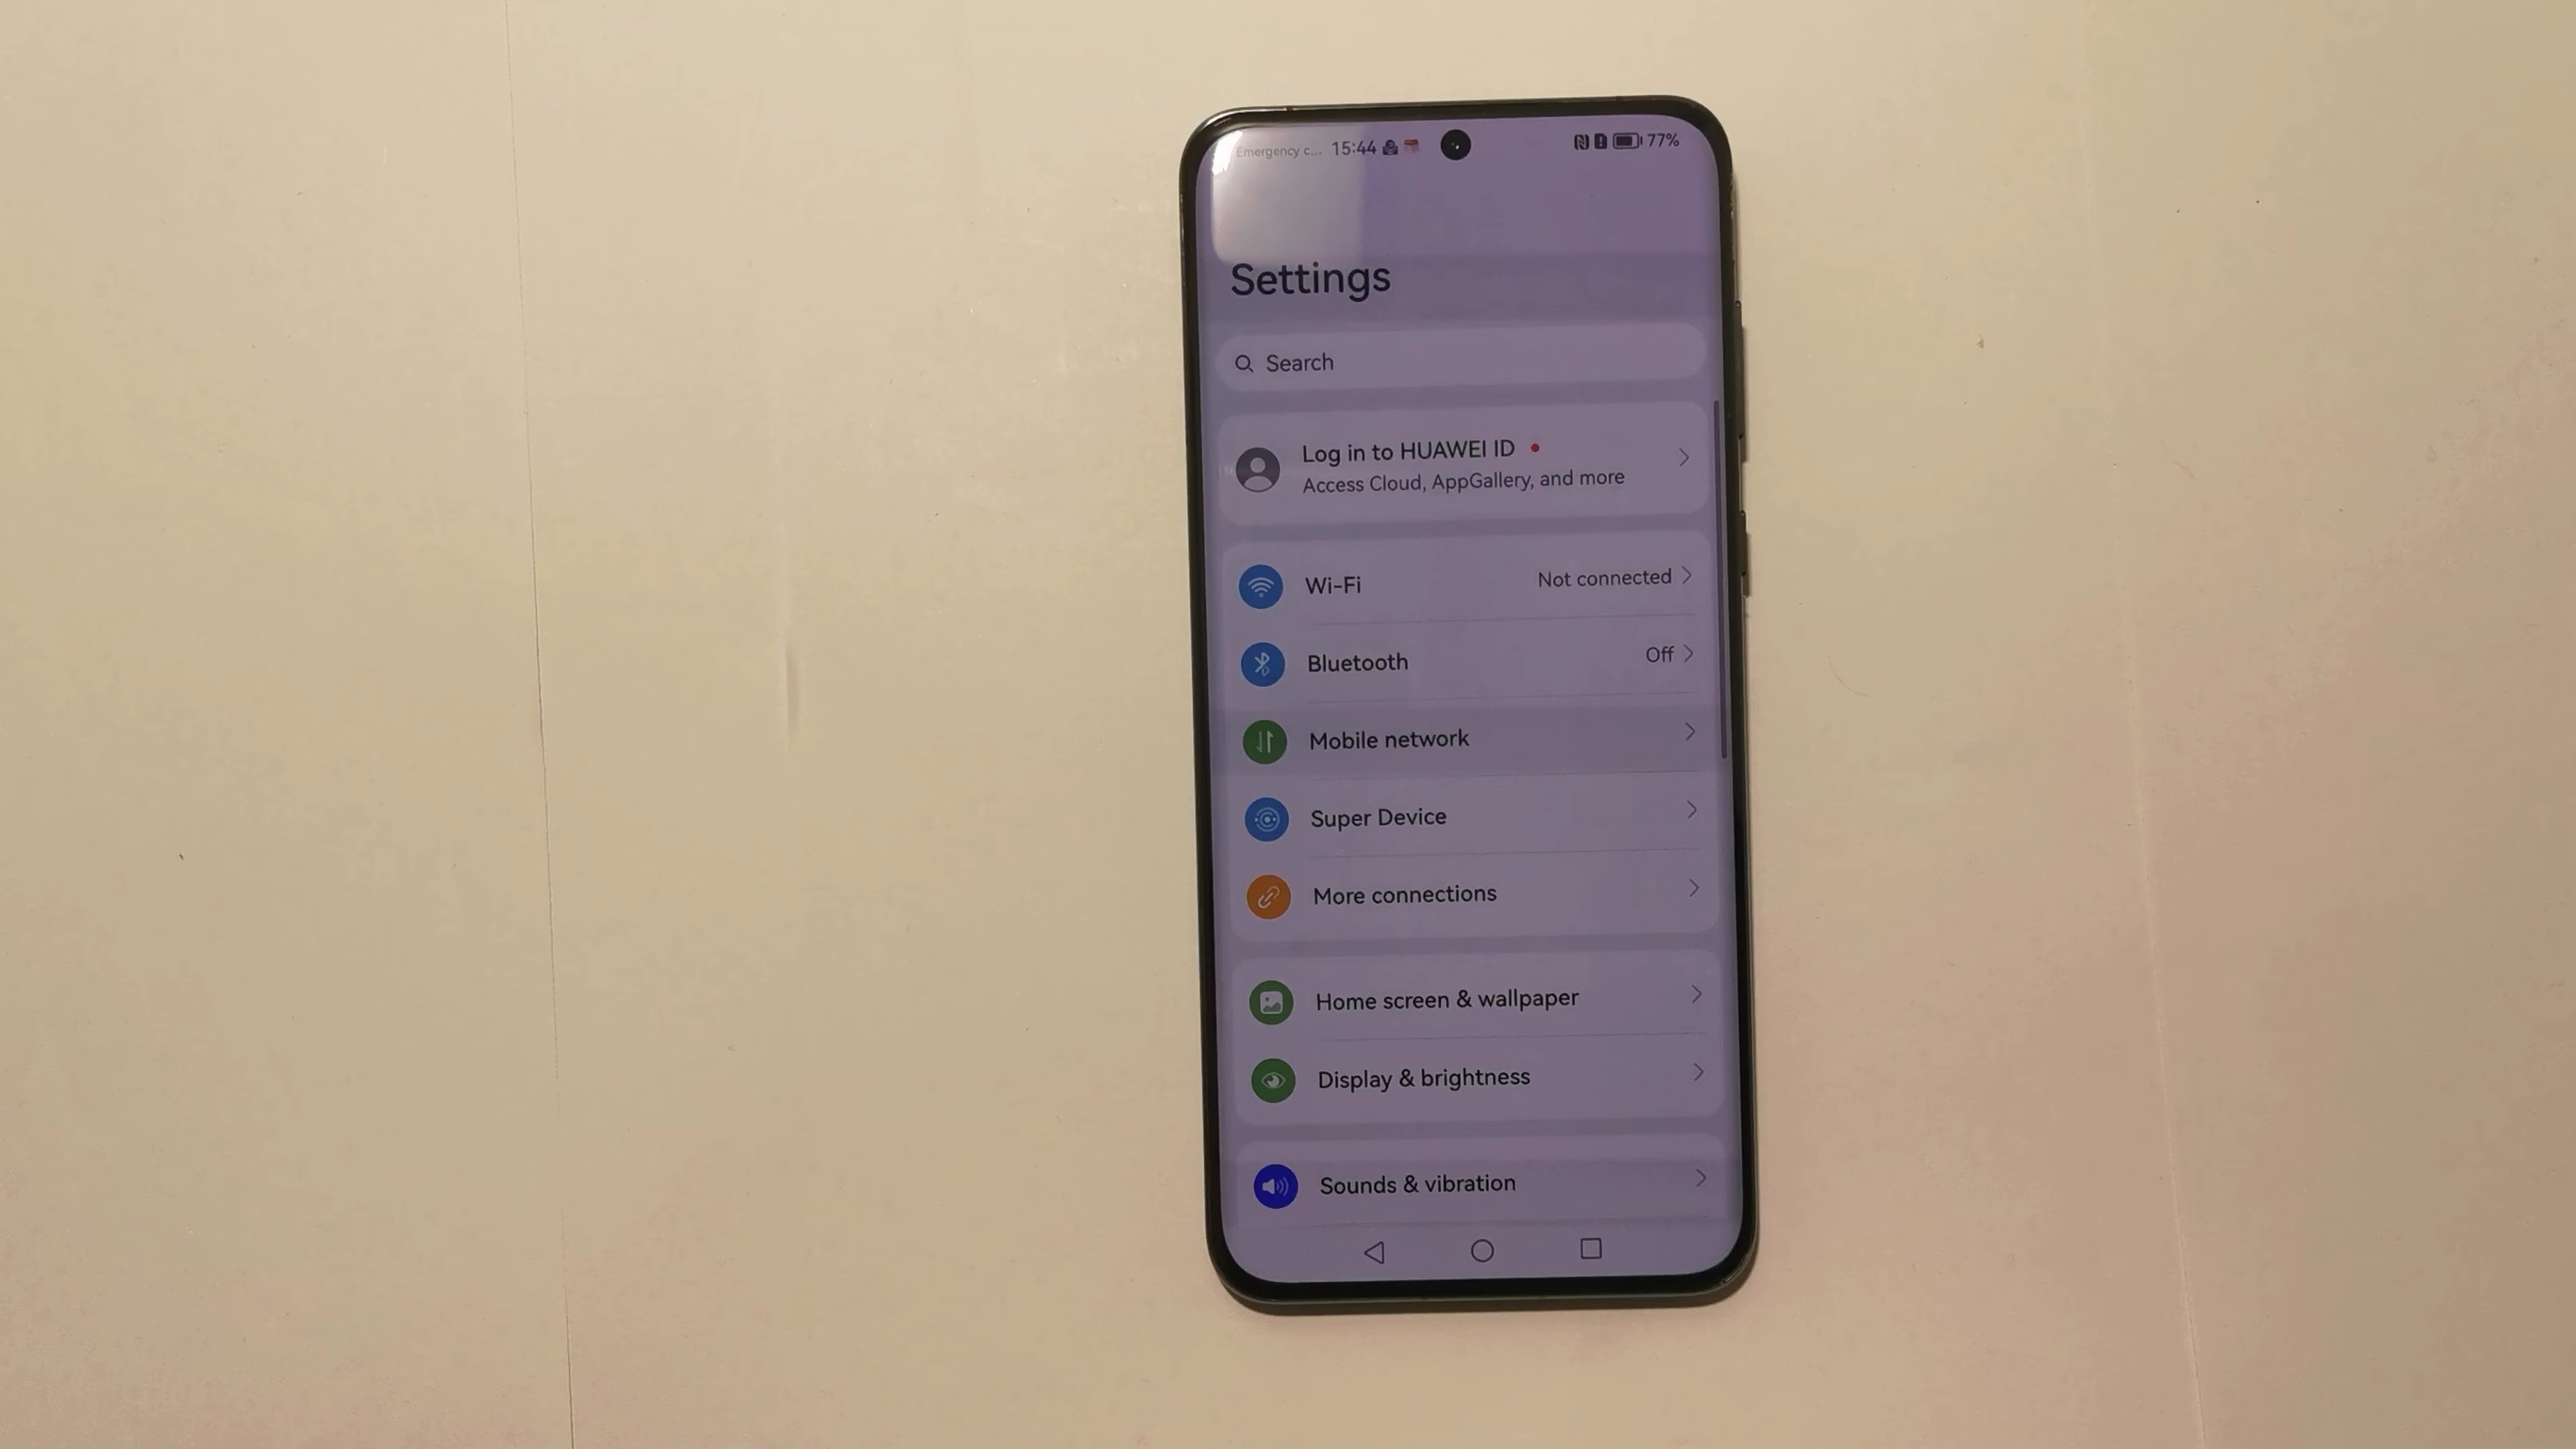 Emergency c... 15:44 77%
Settings
Search
Log in to HUAWEI ID
Access Cloud, AppGallery, and more
Wi-Fi Not connected
Bluetooth Off
Mobile network
Super Device
More connections
Home screen & wallpaper
Display & brightness
Sounds & vibration